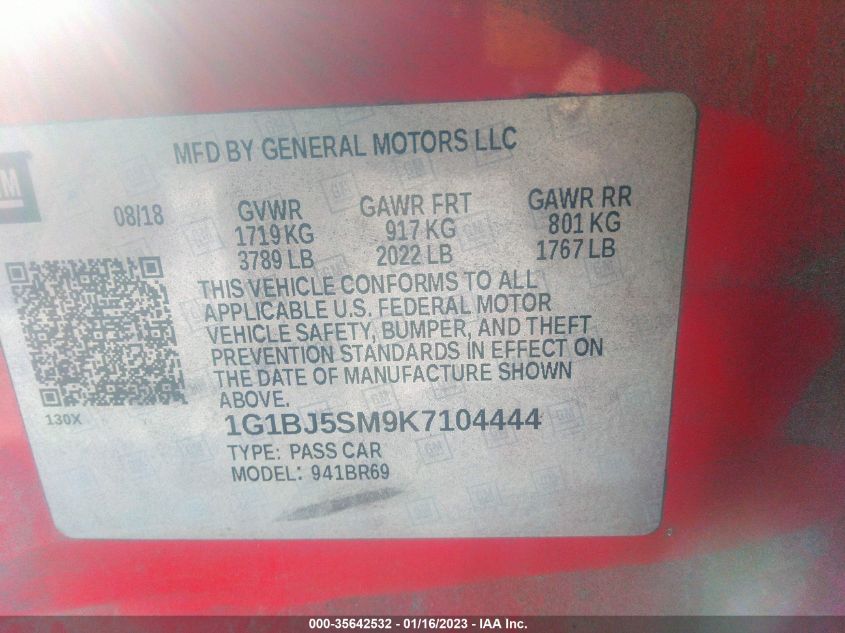 MFD BY GENERAL MOTORS LLC
GM
08/18 GVWR GAWR FRT GAWR RR
1719 KG 917 KG 801 KG
3789 LB 2022 LB 1767 LB
THIS VEHICLE CONFORMS TO ALL
APPLICABLE U.S. FEDERAL MOTOR
VEHICLE SAFETY, BUMPER, AND THEFT
PREVENTION STANDARDS IN EFFECT ON
THE DATE OF MANUFACTURE SHOWN
ABOVE.
130X
1G1BJ5SM9K7104444
TYPE: PASS CAR
MODEL: 941BR69
000-35642532 - 01/16/2023 - IAA Inc.